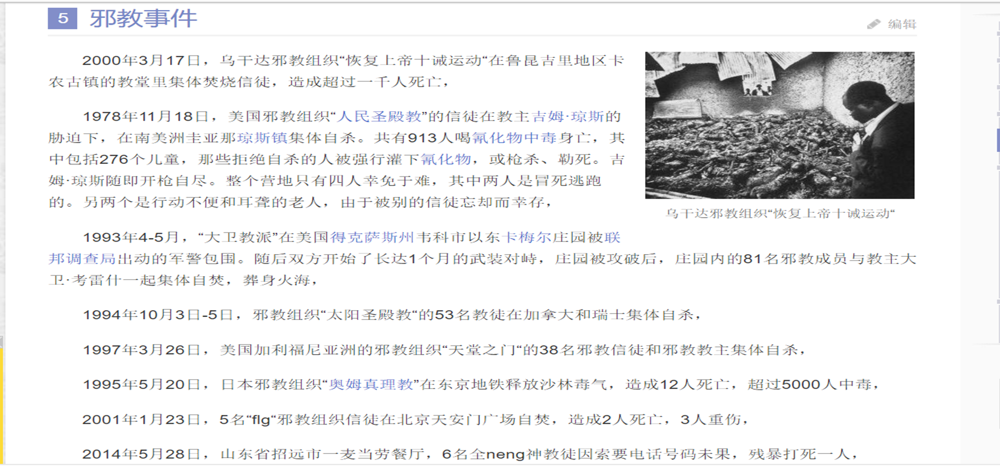 5 邪教事件
编辑
2000年3月17日，乌干达邪教组织“恢复上帝十诫运动“在鲁昆吉里地区卡
农古镇的教堂里集体焚烧信徒，造成超过一千人死亡，
1978年11月18日，美国邪教组织“人民圣殿教”的信徒在教主吉姆·琼斯的
胁迫下，在南美洲圭亚那琼斯镇集体自杀。共有913人喝氰化物中毒身亡，其
中包括276个儿童，那些拒绝自杀的人被强行灌下氰化物，或枪杀、勒死。吉
姆·琼斯随即开枪自尽。整个营地只有四人幸免于难，其中两人是冒死逃跑
的。另两个是行动不便和耳聋的老人，由于被别的信徒忘却而幸存，
乌干达邪教组织“恢复上帝十诫运动“
1993年4-5月，“大卫教派”在美国得克萨斯州韦科市以东卡梅尔庄园被联
邦调查局出动的军警包围。随后双方开始了长达1个月的武装对峙，庄园被攻破后，庄园内的81名邪教成员与教主大
卫·考雷什一起集体自焚，葬身火海，
1994年10月3日-5日，邪教组织“太阳圣殿教“的53名教徒在加拿大和瑞士集体自杀，
1997年3月26日，美国加利福尼亚洲的邪教组织“天堂之门“的38名邪教信徒和邪教教主集体自杀，
1995年5月20日，日本邪教组织“奥姆真理教”在东京地铁释放沙林毒气，造成12人死亡，超过5000人中毒，
2001年1月23日，5名“flg“邪教组织信徒在北京天安门广场自焚，造成2人死亡，3人重伤，
2014年5月28日，山东省招远市一麦当劳餐厅，6名全neng神教徒因索要电话号码未果，残暴打死一人，